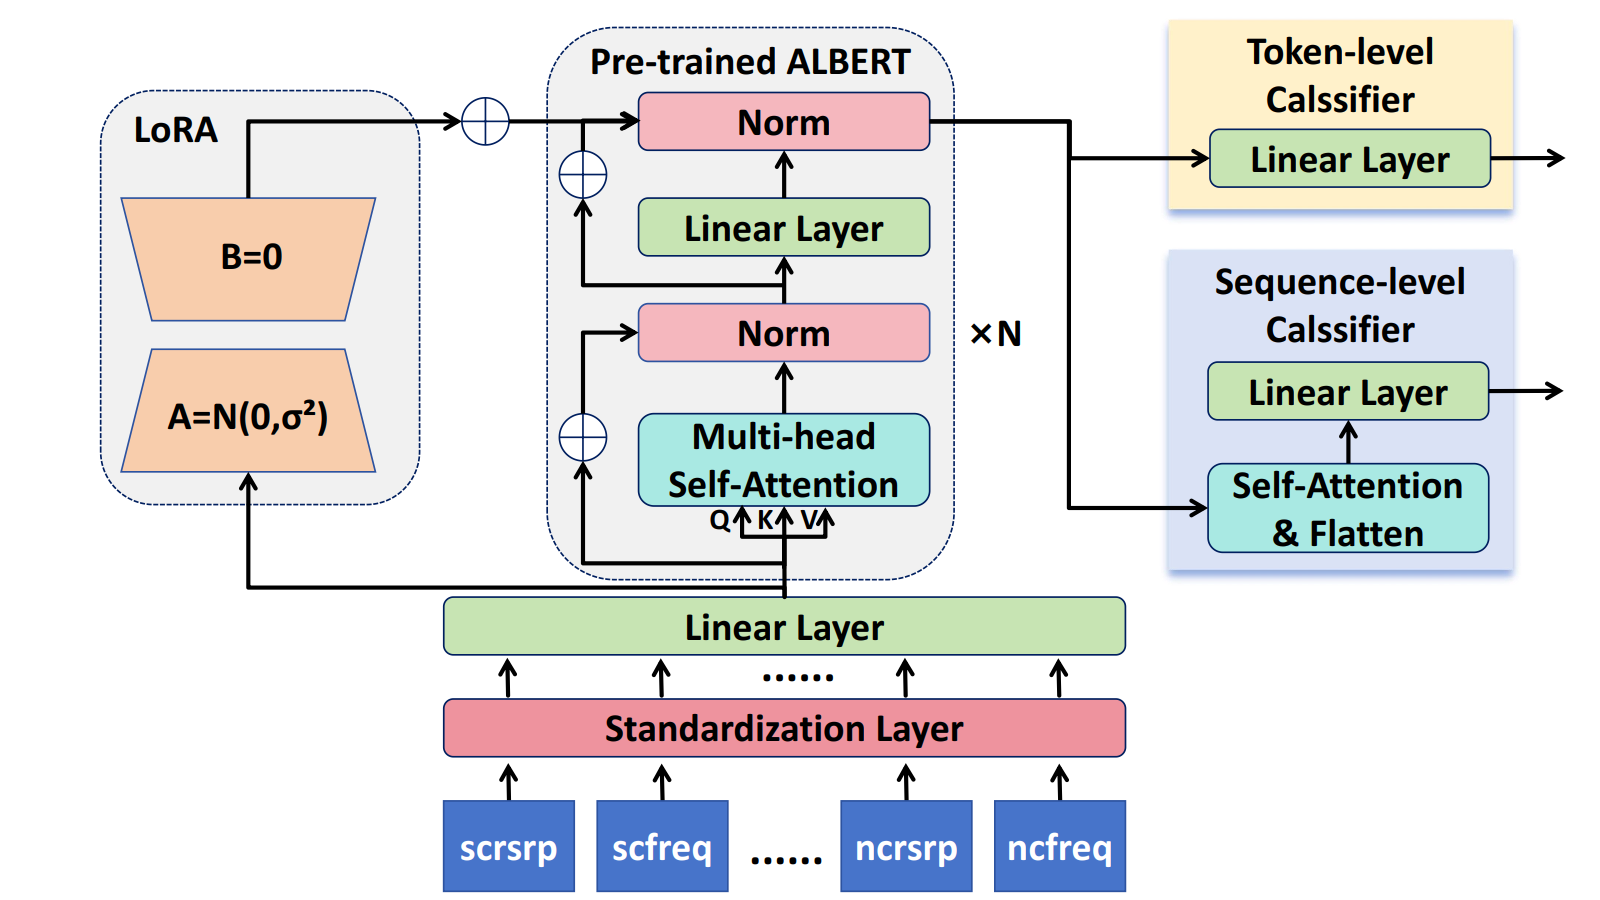 LoRA
B=0
A=N(0,σ²)
Pre-trained ALBERT
Norm
Linear Layer
Norm
×N
Multi-head
Self-Attention
Q K V
Linear Layer
......
Standardization Layer
scrsrp scfreq ...... ncrsrp ncfreq
Token-level
Calssifier
Linear Layer
Sequence-level
Calssifier
Linear Layer
Self-Attention
& Flatten